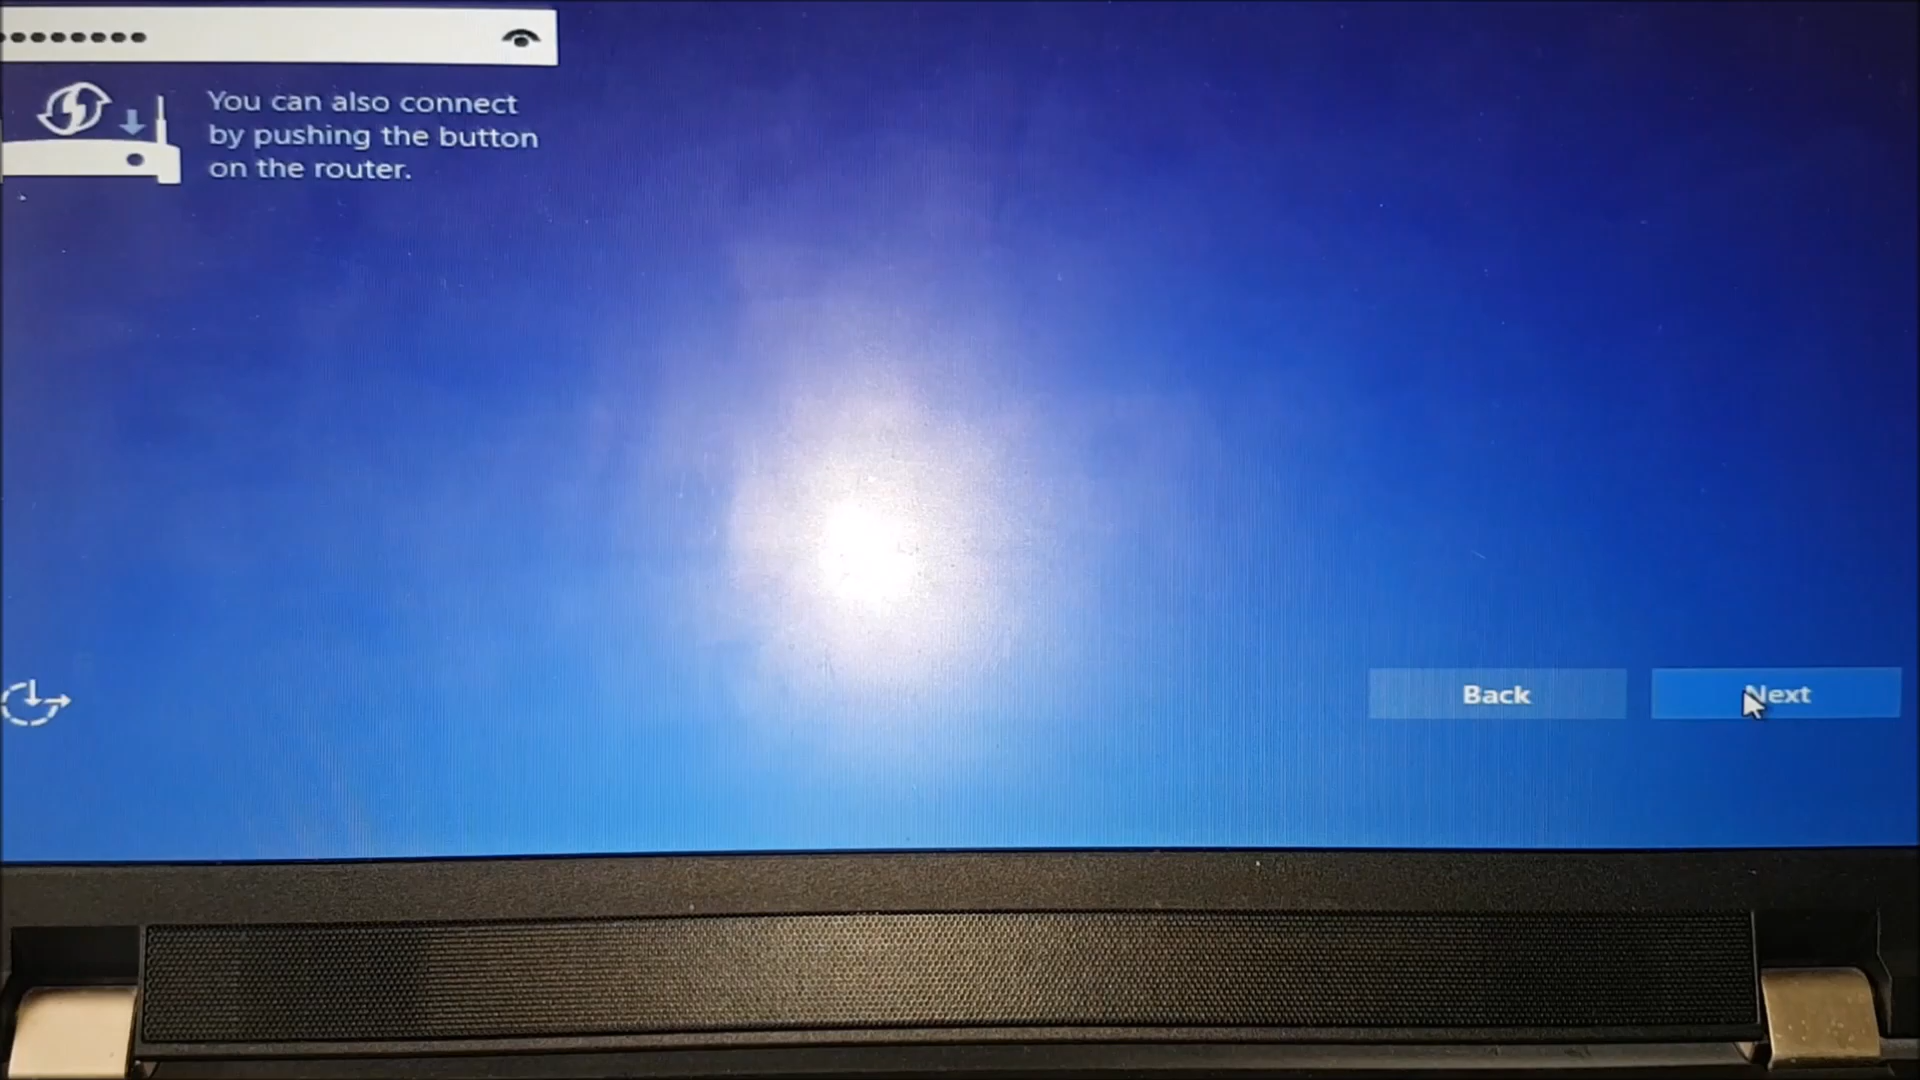 You can also connect
by pushing the button
on the router.
Back
Next